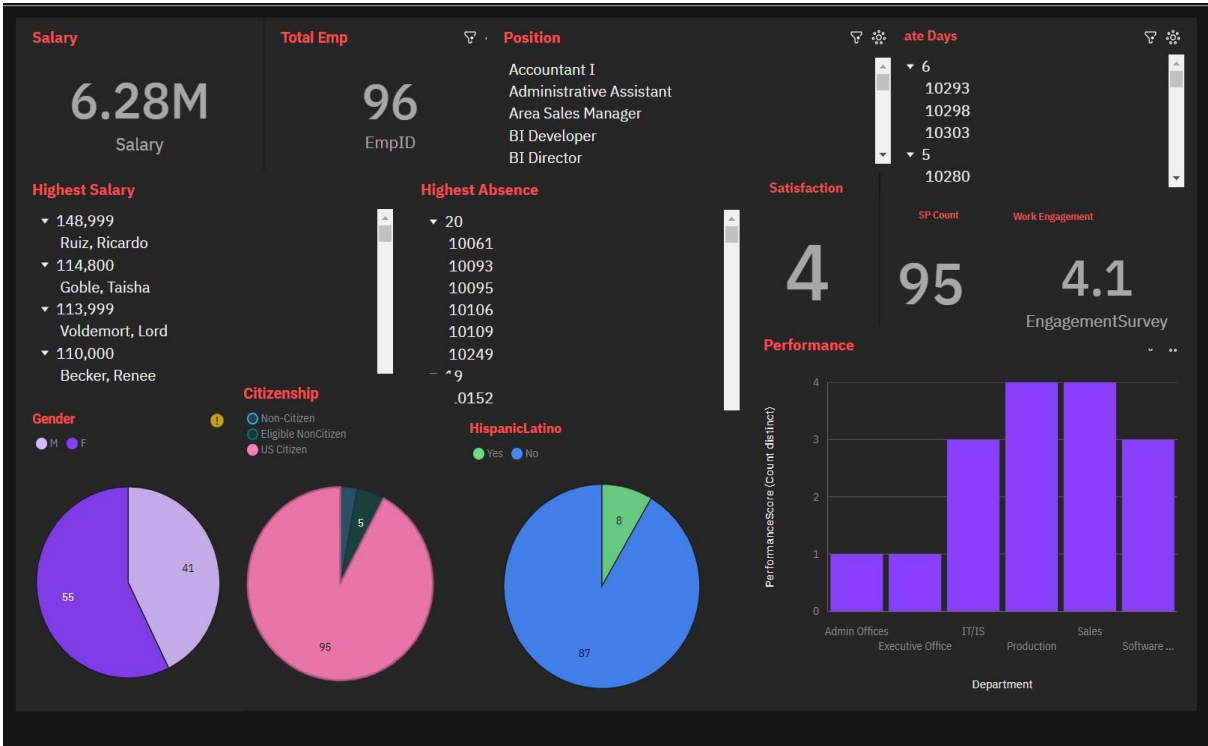 Salary
6.28M
Salary
Total Emp
96
EmpID
Position
Accountant I
Administrative Assistant
Area Sales Manager
BI Developer
BI Director
ate Days
6
10293
10298
10303
5
10280
Highest Salary
148,999
Ruiz, Ricardo
114,800
Goble, Taisha
113,999
Voldemort, Lord
110,000
Becker, Renee
Highest Absence
20
10061
10093
10095
10106
10109
10249
19
.0152
Satisfaction
4
SP Count
95
Work Engagement
4.1
EngagementSurvey
Gender
M F
41
55
Citizenship
Non-Citizen
Eligible NonCitizen
US Citizen
5
95
HispanicLatino
Yes No
8
87
Performance
PerformanceScore (Count distinct)
4
3
2
1
0
Admin Offices
Executive Office
IT/IS
Production
Sales
Software ...
Department